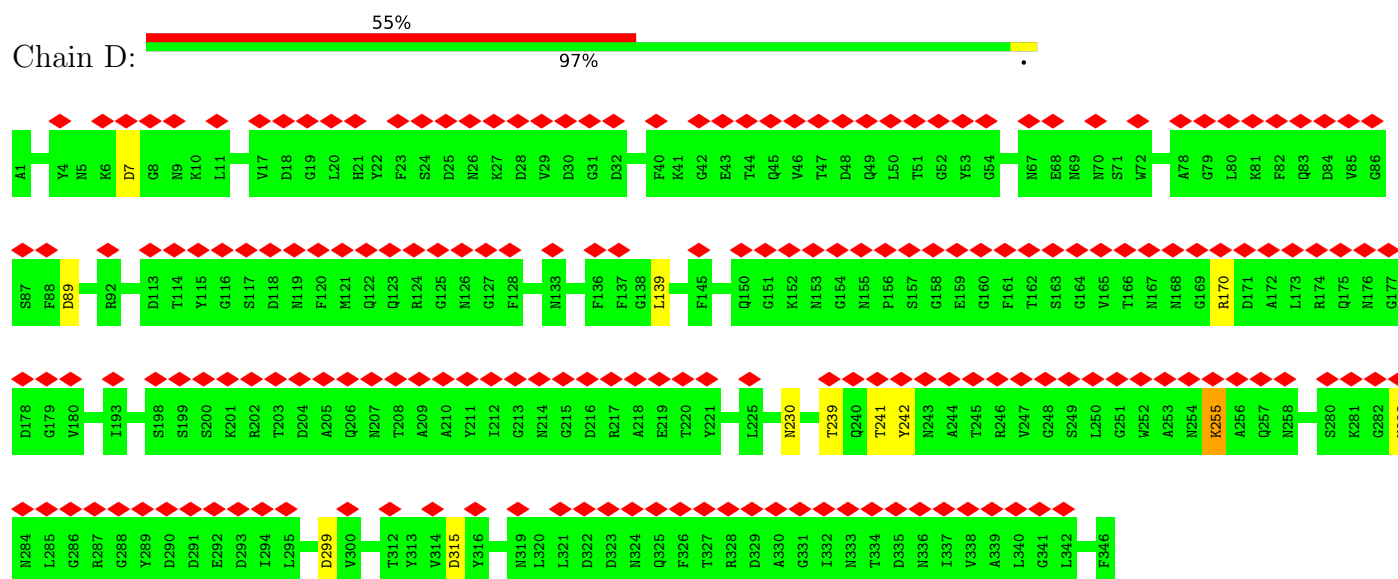 55%
Chain D:
97%
.
A1 Y4 N5 K6 D7 G8 N9 K10 L11 V17 D18 G19 L20 H21 Y22 F23 S24 D25 N26 K27 D28 V29 D30 G31 D32 F40 K41 G42 E43 T44 Q45 V46 T47 D48 Q49 L50 T51 G52 Y53 G54 N67 E68 N69 N70 S71 W72 A78 G79 L80 K81 F82 Q83 D84 V85 G86
S87 F88 D89 R92 D113 T114 Y115 G116 S117 D118 N119 F120 M121 Q122 Q123 R124 G125 N126 G127 F128 N133 F136 F137 G138 L139 F145 Q150 G151 K152 N153 G154 N155 P156 S157 G158 E159 G160 F161 T162 S163 G164 V165 T166 N167 N168 G169 R170 D171 A172 L173 R174 Q175 N176 G177
D178 G179 V180 I193 S198 S199 S200 K201 R202 T203 D204 A205 Q206 N207 T208 A209 A210 Y211 I212 G213 N214 G215 D216 R217 A218 E219 T220 Y221 L225 N230 T239 Q240 T241 Y242 N243 A244 T245 R246 V247 G248 S249 L250 G251 W252 A253 N254 K255 A256 Q257 N258 S280 K281 G282
N284 L285 G286 R287 G288 Y289 D290 D291 E292 D293 I294 L295 D299 V300 T312 Y313 V314 D315 Y316 N319 L320 L321 D322 D323 N324 Q325 F326 T327 R328 D329 A330 G331 I332 N333 T334 D335 N336 I337 V338 A339 L340 G341 L342 F346